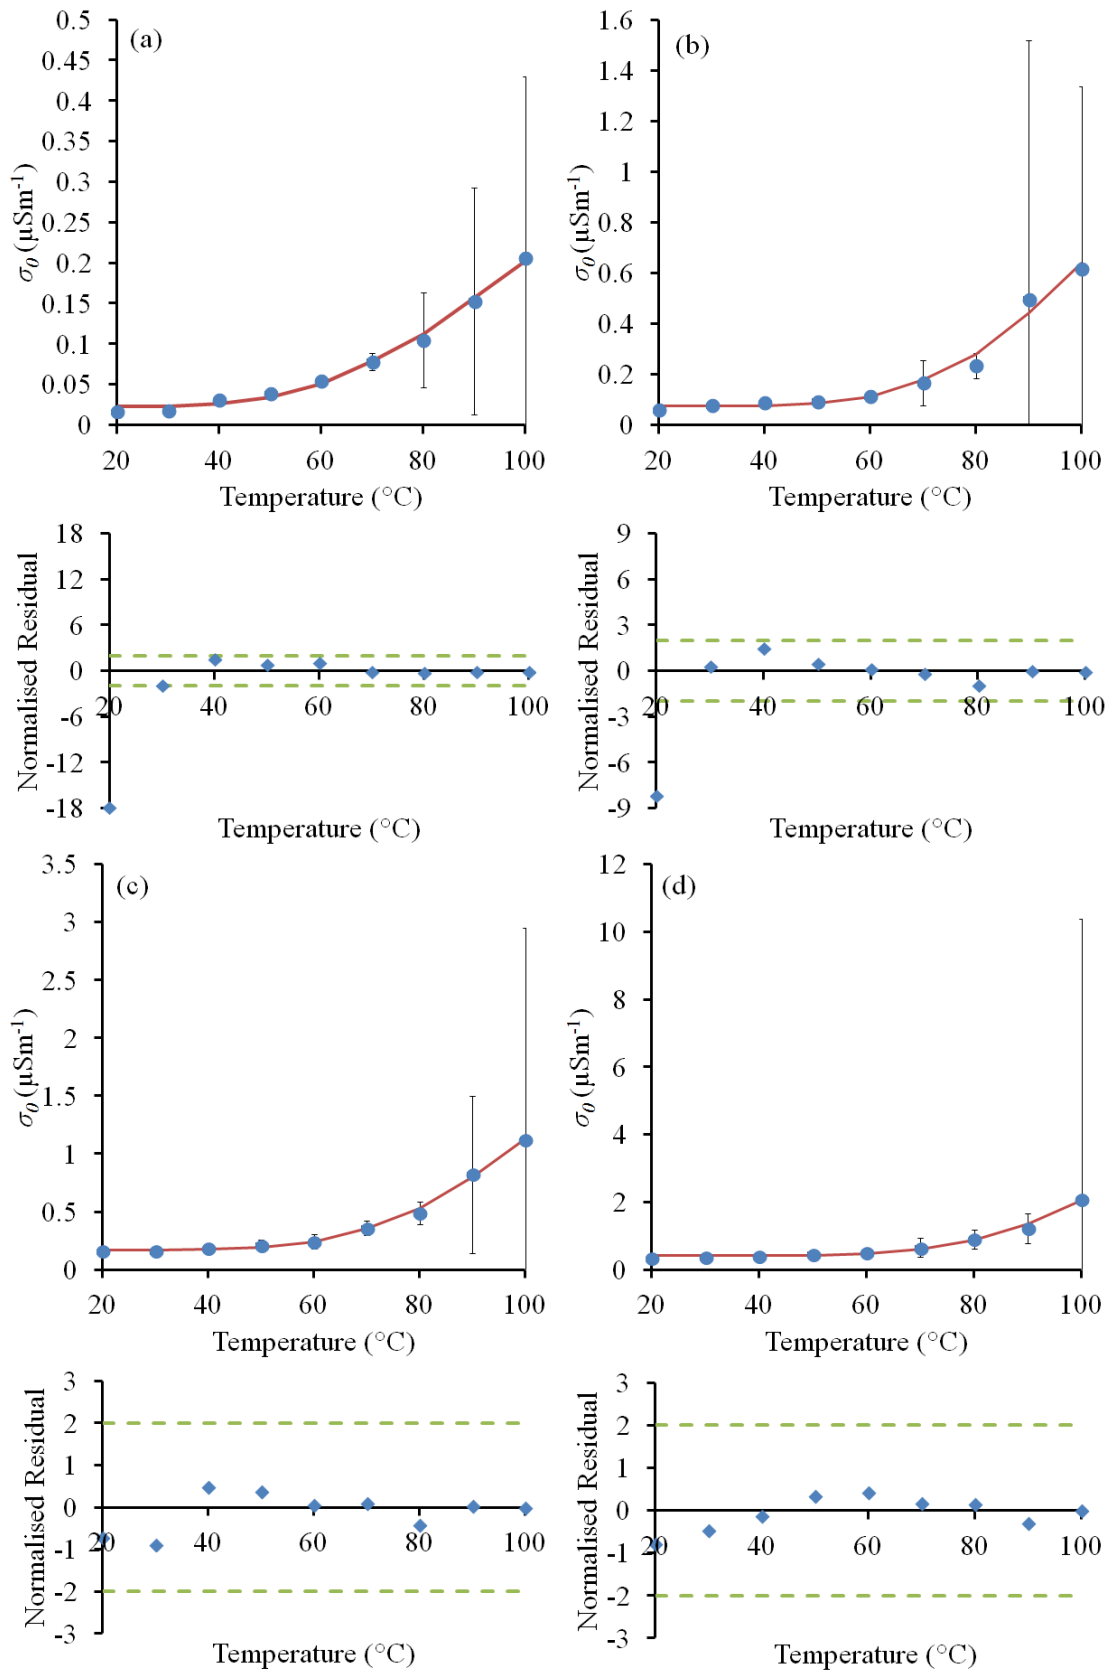 (a)
0.5
0.45
0.4
0.35
0.3
0.25
0.2
0.15
0.1
0.05
0
σ0 (µSm-1)
20 40 60 80 100
Temperature (°C)
(b)
1.6
1.4
1.2
1
0.8
0.6
0.4
0.2
0
σ0 (µSm-1)
20 40 60 80 100
Temperature (°C)
18
12
6
0
-6
-12
-18
Normalised Residual
20 40 60 80 100
Temperature (°C)
9
6
3
0
-3
-6
-9
Normalised Residual
20 40 60 80 100
Temperature (°C)
(c)
3.5
3
2.5
2
1.5
1
0.5
0
σ0 (µSm-1)
20 40 60 80 100
Temperature (°C)
(d)
12
10
8
6
4
2
0
σ0 (µSm-1)
20 40 60 80 100
Temperature (°C)
3
2
1
0
-1
-2
-3
Normalised Residual
20 40 60 80 100
Temperature (°C)
3
2
1
0
-1
-2
-3
Normalised Residual
20 40 60 80 100
Temperature (°C)